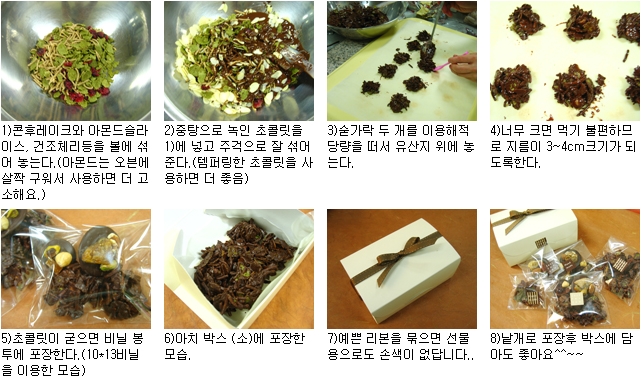 1)콘후레이크와 아몬드슬라
이스, 건조체리등을 볼에 섞
어 놓는다.(아몬드는 오븐에
살짝 구워서 사용하면 더 고
소해요.)
2)중탕으로 녹인 초콜릿을
1)에 넣고 주걱으로 잘 섞어
준다.(템퍼링한 초콜릿을 사
용하면 더 좋음)
3)숟가락 두 개를 이용해적
당량을 떠서 유산지 위에 놓
는다.
4)너무 크면 먹기 불편하므
로 지름이 3~4cm크기가 되
도록한다.
5)초콜릿이 굳으면 비닐 봉
투에 포장한다.(10*13비닐
을 이용한 모습)
6)아치 박스 (소)에 포장한
모습.
7)예쁜 리본을 묶으면 선물
용으로도 손색이 없답니다..
8)낱개로 포장후 박스에 담
아도 좋아요^^~~